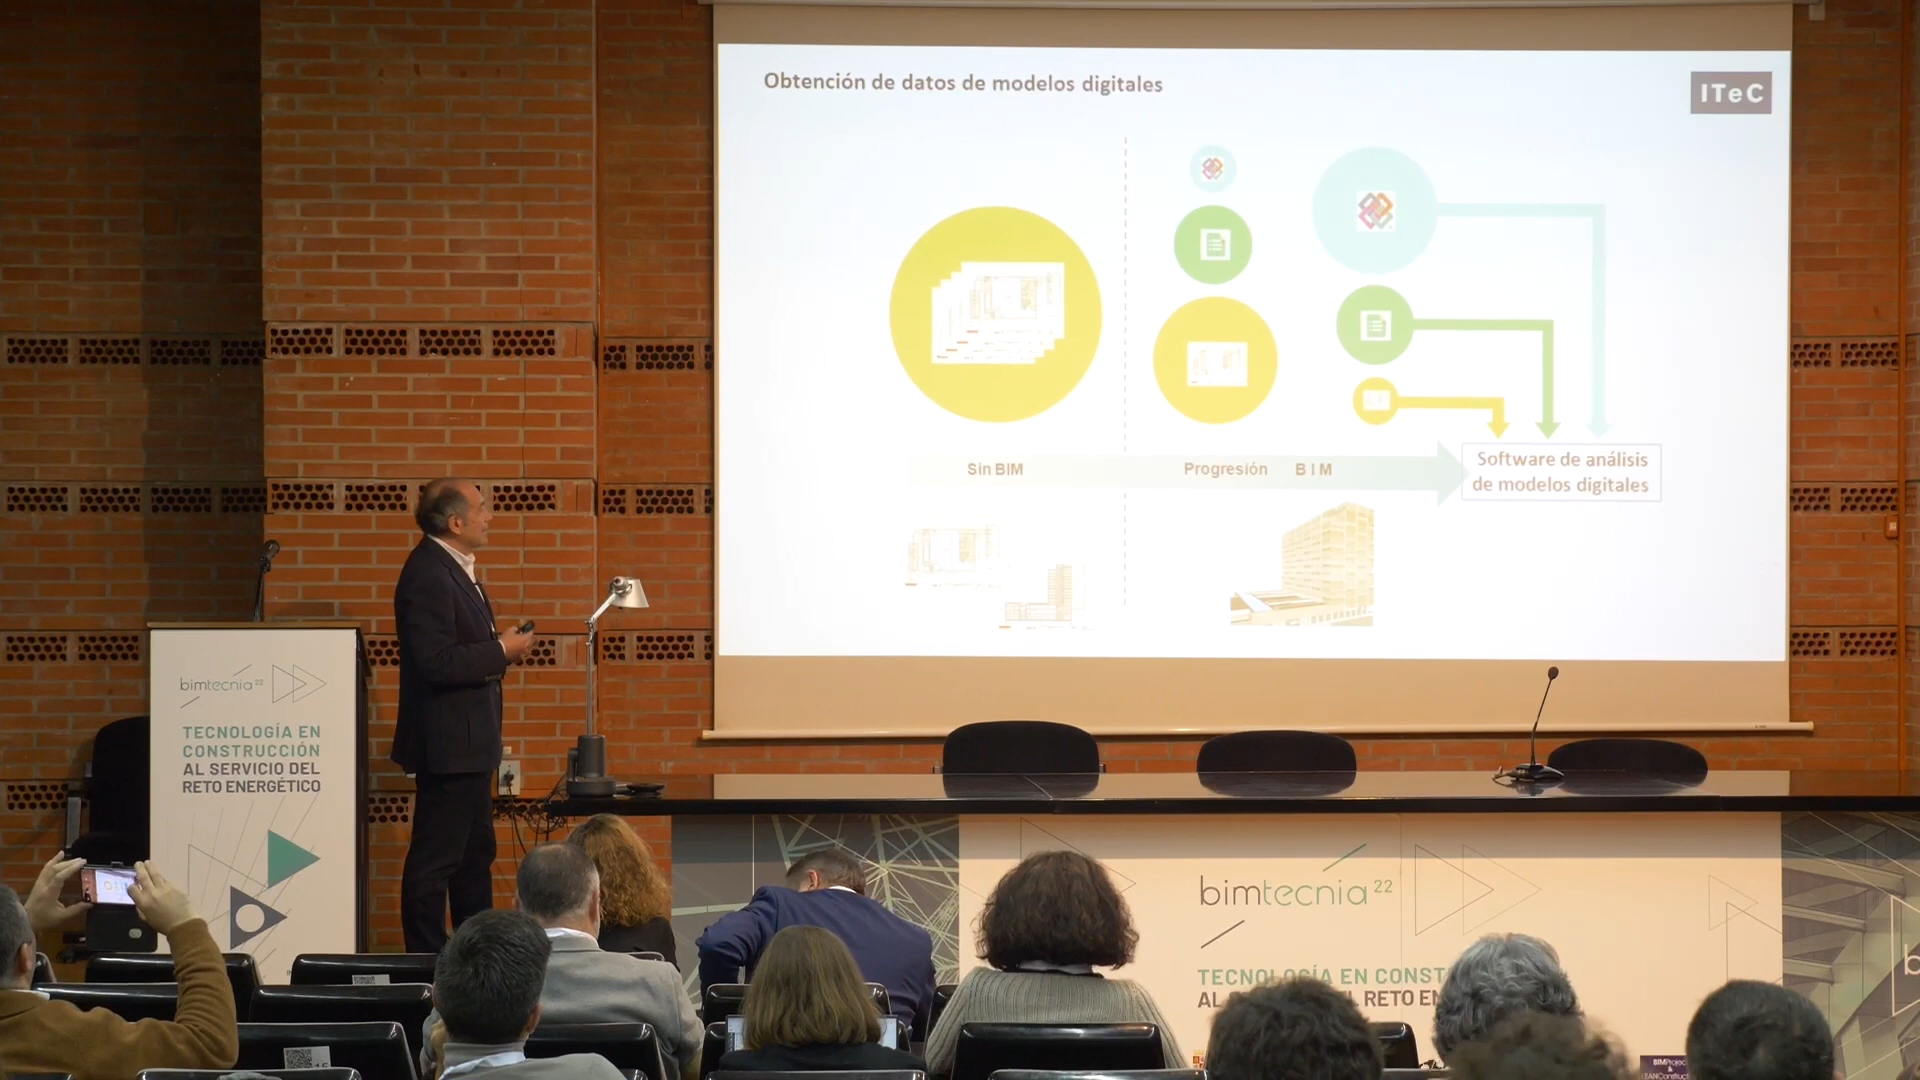 Obtención de datos de modelos digitales
ITeC
Sin BIM
Progresión BIM
Software de análisis
de modelos digitales
bimtecnia22
TECNOLOGÍA EN
CONSTRUCCIÓN
AL SERVICIO DEL
RETO ENERGÉTICO
bimtecnia22
TECNOLOGÍA EN CONST
AL RETO EN
b